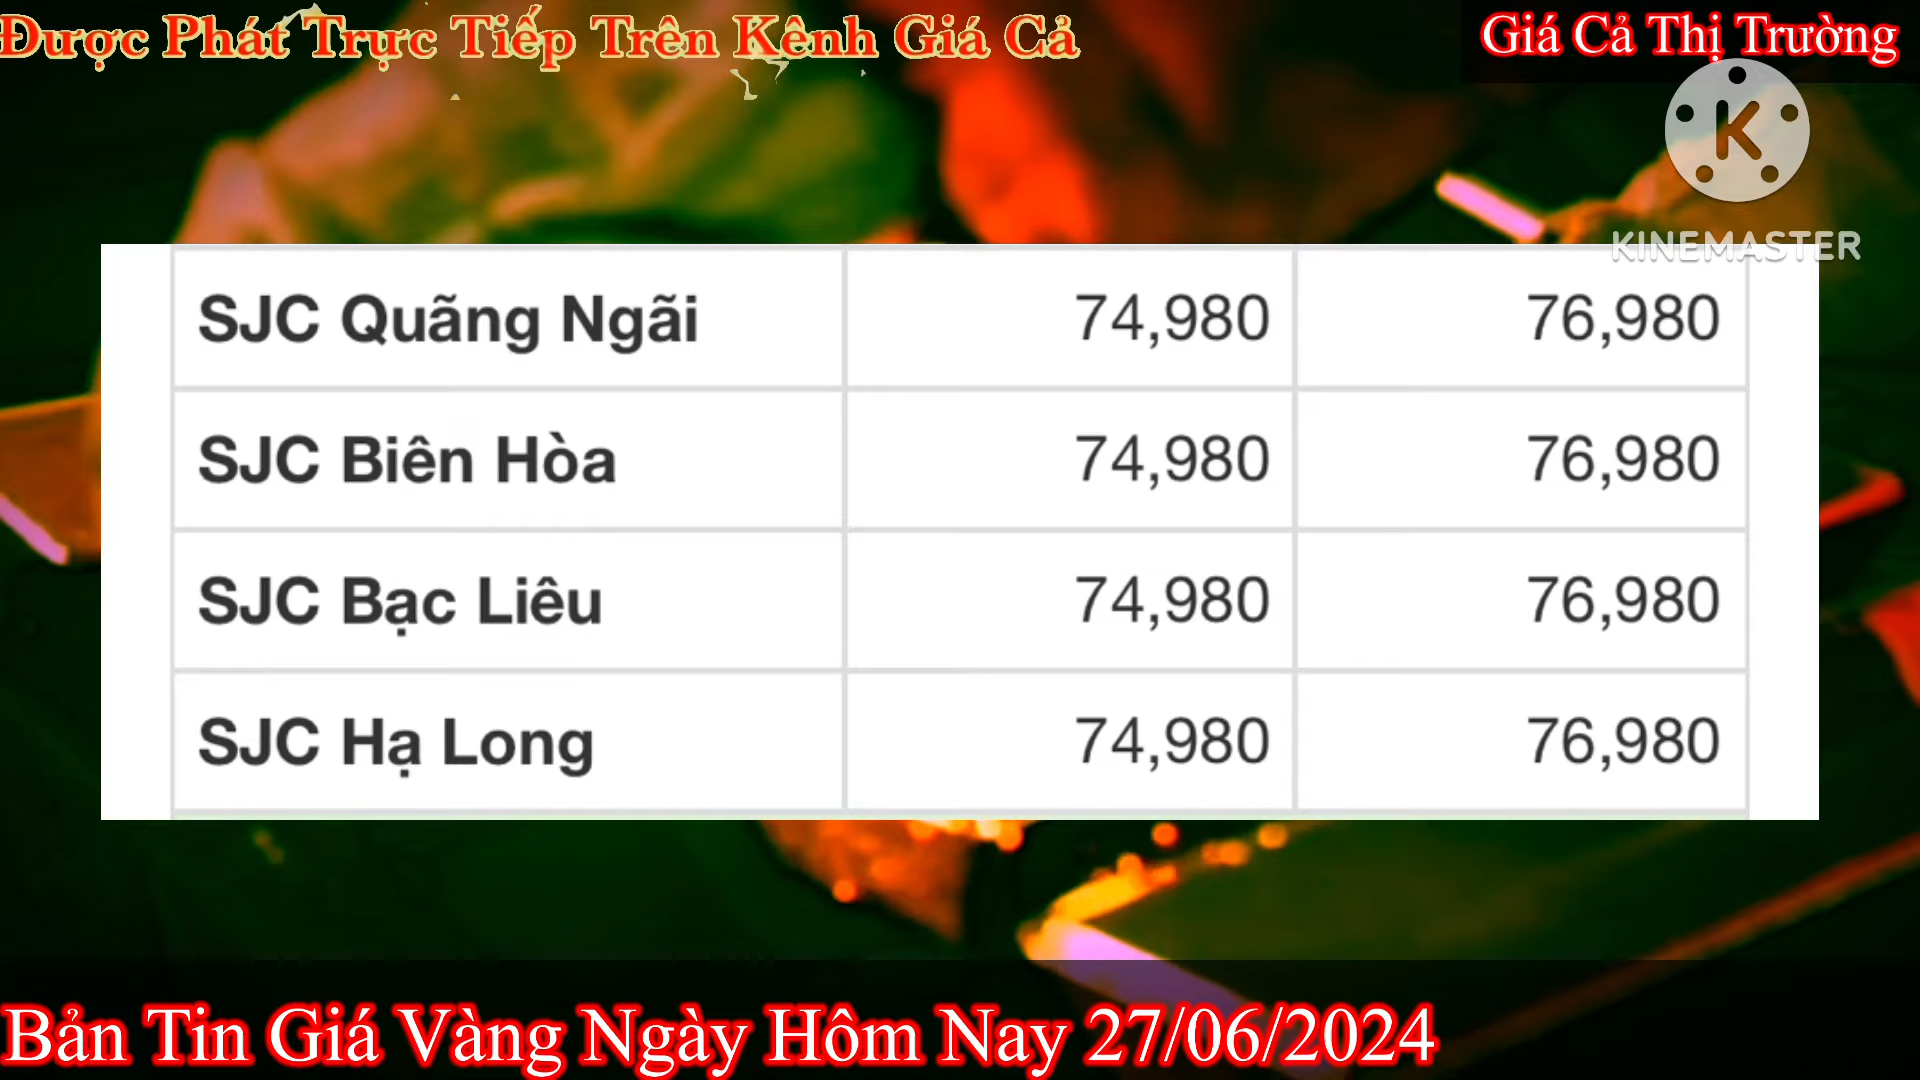 Được Phát Trực Tiếp Trên Kênh Giá Cả
Giá Cả Thị Trường
K
KINEMASTER
SJC Quãng Ngãi 74,980 76,980
SJC Biên Hòa 74,980 76,980
SJC Bạc Liêu 74,980 76,980
SJC Hạ Long 74,980 76,980
Bản Tin Giá Vàng Ngày Hôm Nay 27/06/2024